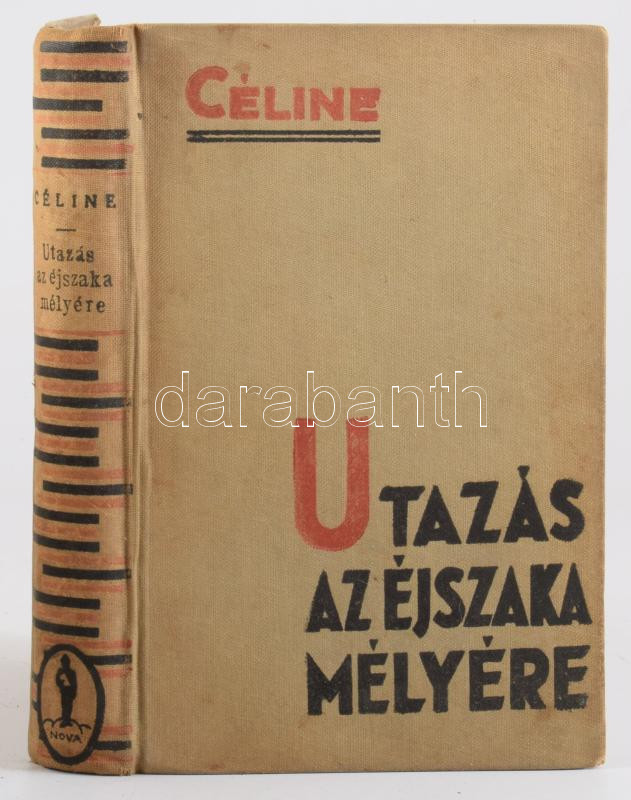 CÉLINE
UTAZÁS
AZ ÉJSZAKA
MÉLYÉRE
CÉLINE
Utazás
az éjszaka
mélyére
NOVA
darabanth